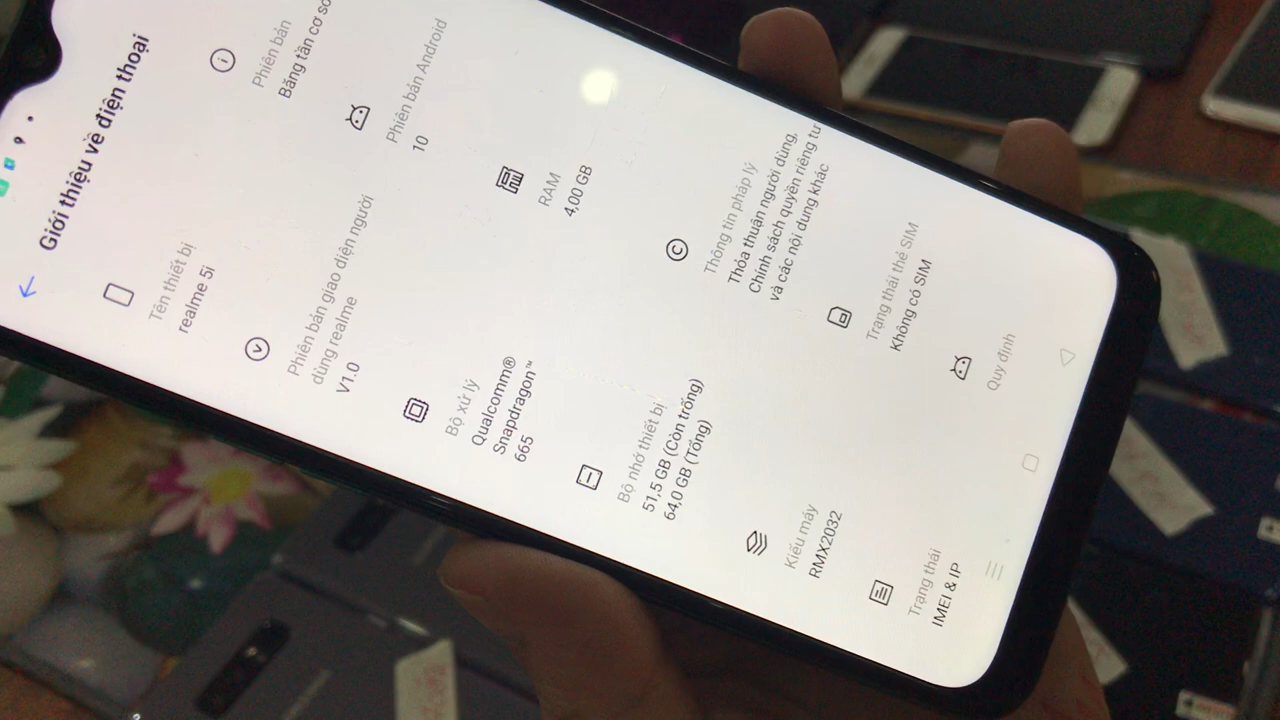 Giới thiệu về điện thoại
Tên thiết bị
realme 5i
Phiên bản
Băng tần cơ sở
Phiên bản giao diện người
dùng realme
V1.0
Phiên bản Android
10
Bộ xử lý
Qualcomm®
Snapdragon™
665
RAM
4,00 GB
Bộ nhớ thiết bị
51,5 GB (Còn trống)
64,0 GB (Tổng)
Thông tin pháp lý
Thỏa thuận người dùng,
Chính sách quyền riêng tư
và các nội dung khác
Kiểu máy
RMX2032
Trạng thái thẻ SIM
Không có SIM
Trạng thái
IMEI & IP
Quy định